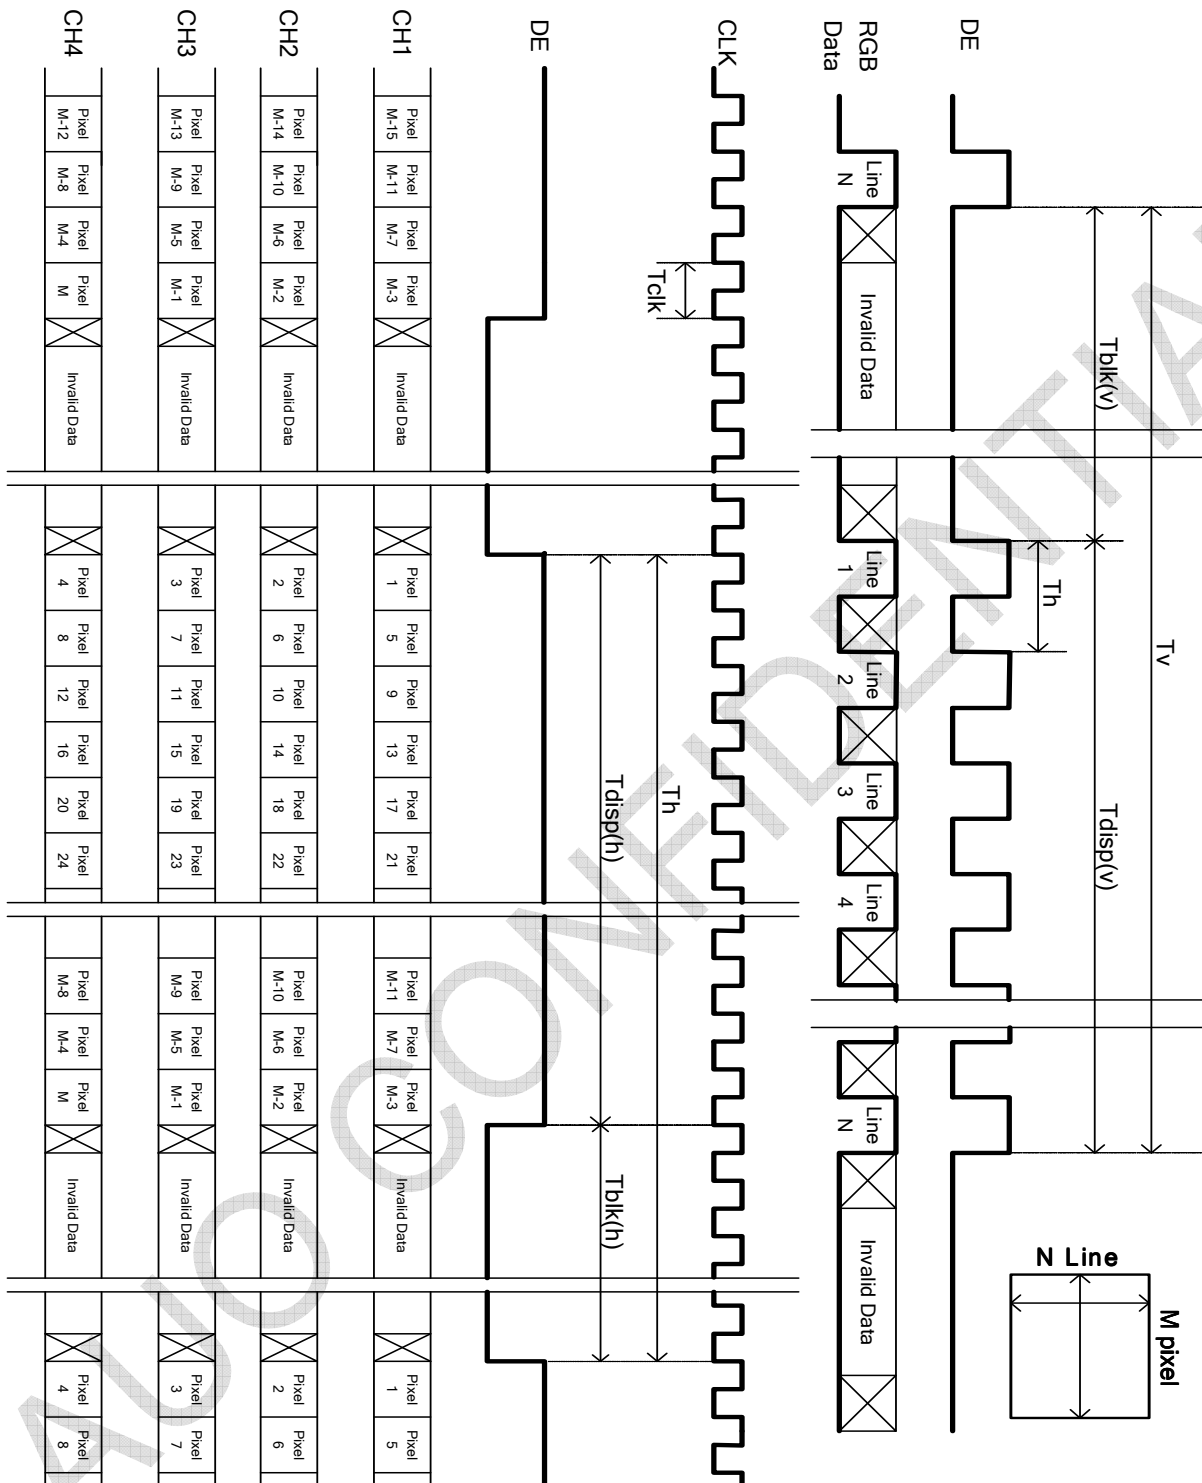 M pixel
N Line
Tv
Tblk(v) Tdisp(v)
Th
DE
RGB Data
Line N
Invalid Data
Line 1
Line 2
Line 3
Line 4
Line N
Invalid Data
CLK
Tclk
Th
Tdisp(h) Tblk(h)
DE
CH1
Pixel M-15 Pixel M-11 Pixel M-7 Pixel M-3 Invalid Data Pixel 1 Pixel 5 Pixel 9 Pixel 13 Pixel 17 Pixel 21 Pixel M-11 Pixel M-7 Pixel M-3 Invalid Data Pixel 1 Pixel 5
CH2
Pixel M-14 Pixel M-10 Pixel M-6 Pixel M-2 Invalid Data Pixel 2 Pixel 6 Pixel 10 Pixel 14 Pixel 18 Pixel 22 Pixel M-10 Pixel M-6 Pixel M-2 Invalid Data Pixel 2 Pixel 6
CH3
Pixel M-13 Pixel M-9 Pixel M-5 Pixel M-1 Invalid Data Pixel 3 Pixel 7 Pixel 11 Pixel 15 Pixel 19 Pixel 23 Pixel M-9 Pixel M-5 Pixel M-1 Invalid Data Pixel 3 Pixel 7
CH4
Pixel M-12 Pixel M-8 Pixel M-4 Pixel M Invalid Data Pixel 4 Pixel 8 Pixel 12 Pixel 16 Pixel 20 Pixel 24 Pixel M-8 Pixel M-4 Pixel M Invalid Data Pixel 4 Pixel 8
AUO CONFIDENTIA